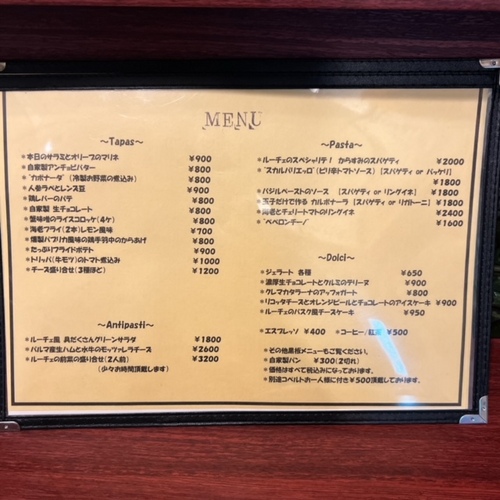 MENU
～Tapas～
*本日のサラミとオリーブのマリネ ¥900
*自家製アンチョビバター ¥800
*"カポナータ"（冷製お野菜の煮込み） ¥800
*人参ラペとレンズ豆 ¥900
*鶏レバーのパテ ¥800
*自家製 生チョコレート ¥800
*蟹味噌のライスコロッケ(4ケ) ¥800
*海老フライ(2本)レモン風味 ¥700
*燻製パプリカ風味の鶏手羽中のからあげ ¥800
*たっぷりフライドポテト ¥900
*トリッパ(牛モツ)のトマト煮込み ¥1000
*チーズ盛り合せ(3種ほど) ¥1200
～Antipasti～
*ルーチェ風 具だくさんグリーンサラダ ¥1800
*パルマ産生ハムと水牛のモッツァレラチーズ ¥2600
*ルーチェの前菜の盛り合せ(2人前) ¥3200
(少々お時間頂戴します)
～Pasta～
*ルーチェのスペシャリテ！ からすみのスパゲティ ¥2000
*"スカルパリエッロ"(ピリ辛トマトソース)【スパゲティ or パッケリ】
¥1800
*バジルペーストのソース 【スパゲティ or リングイネ】 ¥1800
*玉子だけで作る カルボナーラ 【スパゲティ or リガトーニ】 ¥1800
*海老とチェリートマトのリングイネ ¥2400
*"ペペロンチーノ" ¥1600
～Dolci～
*ジェラート 各種 ¥650
*濃厚生チョコレートとクルミのテリーヌ ¥900
*クレマカタラーナのアッフォガート ¥800
*リコッタチーズとオレンジピールとチョコレートのアイスケーキ ¥900
*ルーチェのバスク風チーズケーキ ¥950
*エスプレッソ ¥400 *コーヒー/紅茶 ¥500
*その他黒板メニューもご覧ください。
*自家製パン ¥300(2切れ)
*価格はすべて税込みになっております。
*別途コペルトお一人様に付き¥500頂戴しております。